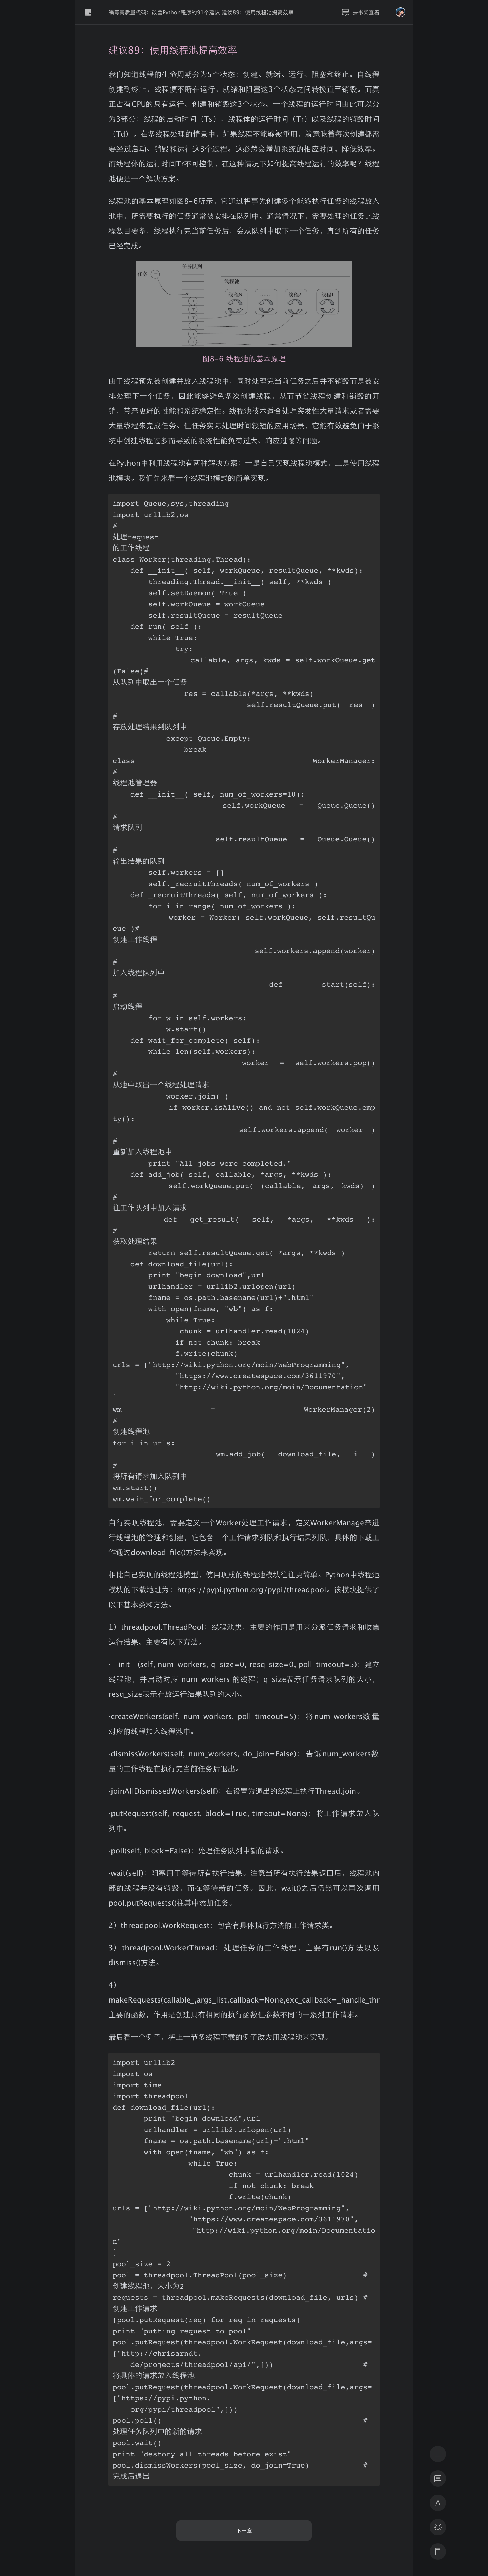 编写高质量代码：改善Python程序的91个建议 建议89：使用线程池提高效率
去书架查看
建议89：使用线程池提高效率
我们知道线程的生命周期分为5个状态：创建、就绪、运行、阻塞和终止。自线程
创建到终止，线程便不断在运行、就绪和阻塞这3个状态之间转换直至销毁。而真
正占有CPU的只有运行、创建和销毁这3个状态。一个线程的运行时间由此可以分
为3部分：线程的启动时间（Ts）、线程体的运行时间（Tr）以及线程的销毁时间
（Td）。在多线程处理的情景中，如果线程不能够被重用，就意味着每次创建都需
要经过启动、销毁和运行这3个过程。这必然会增加系统的相应时间，降低效率。
而线程体的运行时间Tr不可控制，在这种情况下如何提高线程运行的效率呢？线程
池便是一个解决方案。
线程池的基本原理如图8-6所示，它通过将事先创建多个能够执行任务的线程放入
池中，所需要执行的任务通常被安排在队列中。通常情况下，需要处理的任务比线
程数目要多，线程执行完当前任务后，会从队列中取下一个任务，直到所有的任务
已经完成。
任务队列
任务
线程池
线程N
......
线程2
线程1
图8-6 线程池的基本原理
由于线程预先被创建并放入线程池中，同时处理完当前任务之后并不销毁而是被安
排处理下一个任务，因此能够避免多次创建线程，从而节省线程创建和销毁的开
销，带来更好的性能和系统稳定性。线程池技术适合处理突发性大量请求或者需要
大量线程来完成任务、但任务实际处理时间较短的应用场景，它能有效避免由于系
统中创建线程过多而导致的系统性能负荷过大、响应过慢等问题。
在Python中利用线程池有两种解决方案：一是自己实现线程池模式，二是使用线程
池模块。我们先来看一个线程池模式的简单实现。
import Queue,sys,threading
import urllib2,os
#
处理request
的工作线程
class Worker(threading.Thread):
    def __init__( self, workQueue, resultQueue, **kwds):
        threading.Thread.__init__( self, **kwds )
        self.setDaemon( True )
        self.workQueue = workQueue
        self.resultQueue = resultQueue
    def run( self ):
        while True:
              try:
                  callable, args, kwds = self.workQueue.get
(False)#
从队列中取出一个任务
                res = callable(*args, **kwds)
                self.resultQueue.put( res )
#
存放处理结果到队列中
            except Queue.Empty:
                break
class WorkerManager:
#
线程池管理器
    def __init__( self, num_of_workers=10):
        self.workQueue = Queue.Queue()
#
请求队列
        self.resultQueue = Queue.Queue()
#
输出结果的队列
        self.workers = []
        self._recruitThreads( num_of_workers )
    def _recruitThreads( self, num_of_workers ):
        for i in range( num_of_workers ):
            worker = Worker( self.workQueue, self.resultQu
eue )#
创建工作线程
            self.workers.append(worker)
#
加入线程队列中
    def start(self):
#
启动线程
        for w in self.workers:
            w.start()
    def wait_for_complete( self):
        while len(self.workers):
            worker = self.workers.pop()
#
从池中取出一个线程处理请求
            worker.join( )
            if worker.isAlive() and not self.workQueue.emp
ty():
                self.workers.append( worker )
#
重新加入线程池中
        print "All jobs were completed."
    def add_job( self, callable, *args, **kwds ):
        self.workQueue.put( (callable, args, kwds) )
#
往工作队列中加入请求
    def get_result( self, *args, **kwds ):
#
获取处理结果
        return self.resultQueue.get( *args, **kwds )
    def download_file(url):
        print "begin download",url
        urlhandler = urllib2.urlopen(url)
        fname = os.path.basename(url)+".html"
        with open(fname, "wb") as f:
            while True:
               chunk = urlhandler.read(1024)
              if not chunk: break
              f.write(chunk)
urls = ["http://wiki.python.org/moin/WebProgramming",
              "https://www.createspace.com/3611970",
              "http://wiki.python.org/moin/Documentation"
]
wm = WorkerManager(2)
#
创建线程池
for i in urls:
    wm.add_job( download_file, i )
#
将所有请求加入队列中
wm.start()
wm.wait_for_complete()
自行实现线程池，需要定义一个Worker处理工作请求，定义WorkerManage来进
行线程池的管理和创建，它包含一个工作请求列队和执行结果列队，具体的下载工
作通过download_file()方法来实现。
相比自己实现的线程池模型，使用现成的线程池模块往往更简单。Python中线程池
模块的下载地址为：https://pypi.python.org/pypi/threadpool。该模块提供了
以下基本类和方法。
1）threadpool.ThreadPool：线程池类，主要的作用是用来分派任务请求和收集
运行结果。主要有以下方法。
·__init__(self, num_workers, q_size=0, resq_size=0, poll_timeout=5)：建立
线程池，并启动对应 num_workers 的线程；q_size表示任务请求队列的大小，
resq_size表示存放运行结果队列的大小。
·createWorkers(self, num_workers, poll_timeout=5)：将num_workers数量
对应的线程加入线程池中。
·dismissWorkers(self, num_workers, do_join=False)：告诉num_workers数
量的工作线程在执行完当前任务后退出。
·joinAllDismissedWorkers(self)：在设置为退出的线程上执行Thread.join。
·putRequest(self, request, block=True, timeout=None)：将工作请求放入队
列中。
·poll(self, block=False)：处理任务队列中新的请求。
·wait(self)：阻塞用于等待所有执行结果。注意当所有执行结果返回后，线程池内
部的线程并没有销毁，而在等待新的任务。因此，wait()之后仍然可以再次调用
pool.putRequests()往其中添加任务。
2）threadpool.WorkRequest：包含有具体执行方法的工作请求类。
3）threadpool.WorkerThread：处理任务的工作线程，主要有run()方法以及
dismiss()方法。
4）
makeRequests(callable_,args_list,callback=None,exc_callback=_handle_thr
主要的函数，作用是创建具有相同的执行函数但参数不同的一系列工作请求。
最后看一个例子，将上一节多线程下载的例子改为用线程池来实现。
import urllib2
import os
import time
import threadpool
def download_file(url):
       print "begin download",url
       urlhandler = urllib2.urlopen(url)
       fname = os.path.basename(url)+".html"
       with open(fname, "wb") as f:
                 while True:
                          chunk = urlhandler.read(1024)
                          if not chunk: break
                          f.write(chunk)
urls = ["http://wiki.python.org/moin/WebProgramming",
                 "https://www.createspace.com/3611970",
                 "http://wiki.python.org/moin/Documentatio
n"
]
pool_size = 2
pool = threadpool.ThreadPool(pool_size) #
创建线程池，大小为2
requests = threadpool.makeRequests(download_file, urls) #
创建工作请求
[pool.putRequest(req) for req in requests]
print "putting request to pool"
pool.putRequest(threadpool.WorkRequest(download_file,args=
["http://chrisarndt.
    de/projects/threadpool/api/",])) #
将具体的请求放入线程池
pool.putRequest(threadpool.WorkRequest(download_file,args=
["https://pypi.python.
    org/pypi/threadpool",]))
pool.poll() #
处理任务队列中的新的请求
pool.wait()
print "destory all threads before exist"
pool.dismissWorkers(pool_size, do_join=True) #
完成后退出
下一章
A